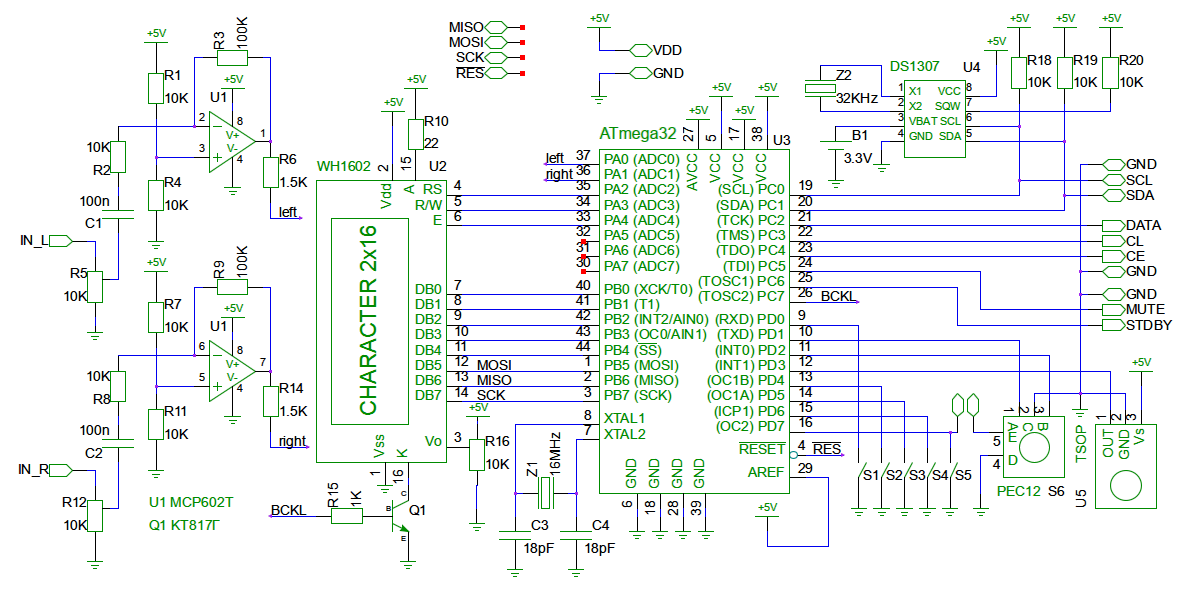 MISO
MOSI
SCK
RES
+5V
VDD
GND
+5V
R3
100K
+5V
R1
10K
U1
2
8
V+
V-
1
3
4
10K
R2
R6
1.5K
R4
10K
100n
C1
left
IN_L
R5
10K
+5V
R9
100K
+5V
R7
10K
U1
6
8
V+
V-
7
5
4
10K
R8
R14
1.5K
R11
10K
100n
C2
right
IN_R
R12
10K
U1 MCP602T
Q1 KT817Г
+5V
+5V
R10
22
WH1602
2
15
U2
Vdd
A
CHARACTER 2x16
RS 4
R/W 5
E 6
DB0 7
DB1 8
DB2 9
DB3 10
DB4 11
DB5 12 MOSI
DB6 13 MISO
DB7 14 SCK
Vo 3
Vss
K
1
16
+5V
R16
10K
BCKL
R15
1K
B
C
E
Q1
ATmega32
U3
+5V
+5V
+5V
+5V
27
5
17
38
AVCC
VCC
VCC
VCC
left 37 PA0 (ADC0)
right 36 PA1 (ADC1)
35 PA2 (ADC2)
34 PA3 (ADC3)
33 PA4 (ADC4)
32 PA5 (ADC5)
31 PA6 (ADC6)
30 PA7 (ADC7)
40 PB0 (XCK/T0)
41 PB1 (T1)
42 PB2 (INT2/AIN0)
43 PB3 (OC0/AIN1)
44 PB4 (SS)
1 PB5 (MOSI)
2 PB6 (MISO)
3 PB7 (SCK)
8 XTAL1
7 XTAL2
(SCL) PC0 19
(SDA) PC1 20
(TCK) PC2 21
(TMS) PC3 22
(TDO) PC4 23
(TDI) PC5 24
(TOSC1) PC6 25
(TOSC2) PC7 26 BCKL
(RXD) PD0 9
(TXD) PD1 10
(INT0) PD2 11
(INT1) PD3 12
(OC1B) PD4 13
(OC1A) PD5 14
(ICP1) PD6 15
(OC2) PD7 16
RESET 4 RES
AREF 29
GND
GND
GND
GND
6
18
28
39
+5V
Z1
16MHz
C3
18pF
C4
18pF
Z2
32KHz
B1
3.3V
DS1307
U4
1 X1
2 X2
3 VBAT
4 GND
VCC 8
SQW 7
SCL 6
SDA 5
+5V
+5V
+5V
+5V
R18
10K
R19
10K
R20
10K
GND
SCL
SDA
DATA
CL
CE
GND
GND
MUTE
STDBY
S1
S2
S3
S4
S5
1
2
3
5
4
A
C
B
E
D
PEC12
S6
+5V
TSOP
U5
1
2
3
OUT
GND
Vs